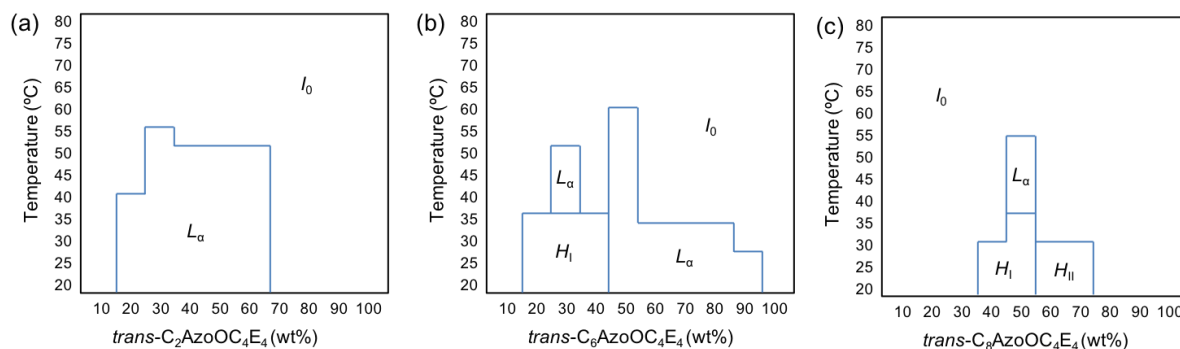 (a)
Temperature (ºC)
80
75
70
65
60
55
50
45
40
35
30
25
20
I₀
Lα
10 20 30 40 50 60 70 80 90 100
trans-C₂AzoOC₄E₄ (wt%)
(b)
Temperature (ºC)
80
75
70
65
60
55
50
45
40
35
30
25
20
I₀
Lα
H_I
Lα
10 20 30 40 50 60 70 80 90 100
trans-C₆AzoOC₄E₄ (wt%)
(c)
Temperature (ºC)
80
75
70
65
60
55
50
45
40
35
30
25
20
I₀
Lα
H_I
H_II
10 20 30 40 50 60 70 80 90 100
trans-C₈AzoOC₄E₄ (wt%)